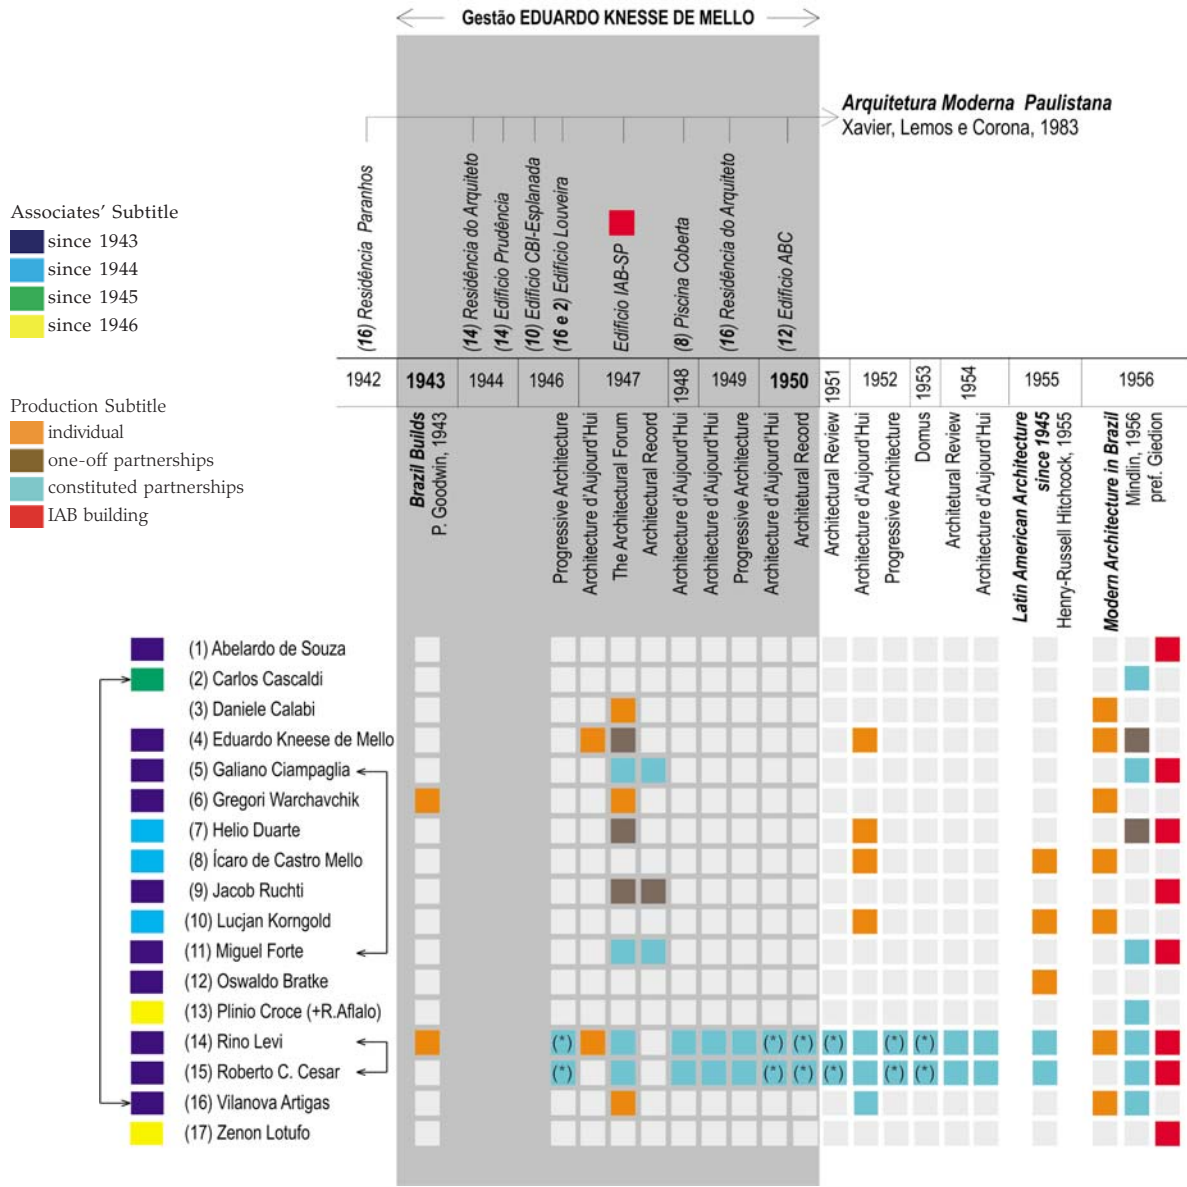 Gestão EDUARDO KNESSE DE MELLO
Arquitetura Moderna Paulistana
Xavier, Lemos e Corona, 1983
Associates' Subtitle
since 1943
since 1944
since 1945
since 1946
Production Subtitle
individual
one-off partnerships
constituted partnerships
IAB building
(16) Residência Paranhos
(14) Residência do Arquiteto
(14) Edifício Prudência
(10) Edifício CBI-Esplanada
(16 e 2) Edifício Louveira
Edifício IAB-SP
(8) Piscina Coberta
(16) Residência do Arquiteto
(12) Edifício ABC
1942 1943 1944 1946 1947 1948 1949 1950 1951 1952 1953 1954 1955 1956
Brazil Builds
P. Goodwin, 1943
Progressive Architecture
Architecture d'Aujourd'Hui
The Architectural Forum
Architectural Record
Architecture d'Aujourd'Hui
Architecture d'Aujourd'Hui
Progressive Architecture
Architecture d'Aujourd'Hui
Architetural Record
Architectural Review
Architecture d'Aujourd'Hui
Progressive Architecture
Domus
Architetural Review
Architecture d'Aujourd'Hui
Latin American Architecture
since 1945
Henry-Russell Hitchcock, 1955
Modern Architecture in Brazil
Mindlin, 1956
pref. Giedion
(1) Abelardo de Souza
(2) Carlos Cascaldi
(3) Daniele Calabi
(4) Eduardo Kneese de Mello
(5) Galiano Ciampaglia
(6) Gregori Warchavchik
(7) Helio Duarte
(8) Ícaro de Castro Mello
(9) Jacob Ruchti
(10) Lucjan Korngold
(11) Miguel Forte
(12) Oswaldo Bratke
(13) Plinio Croce (+R.Aflalo)
(14) Rino Levi (*) (*) (*) (*) (*) (*)
(15) Roberto C. Cesar (*) (*) (*) (*) (*) (*)
(16) Vilanova Artigas
(17) Zenon Lotufo